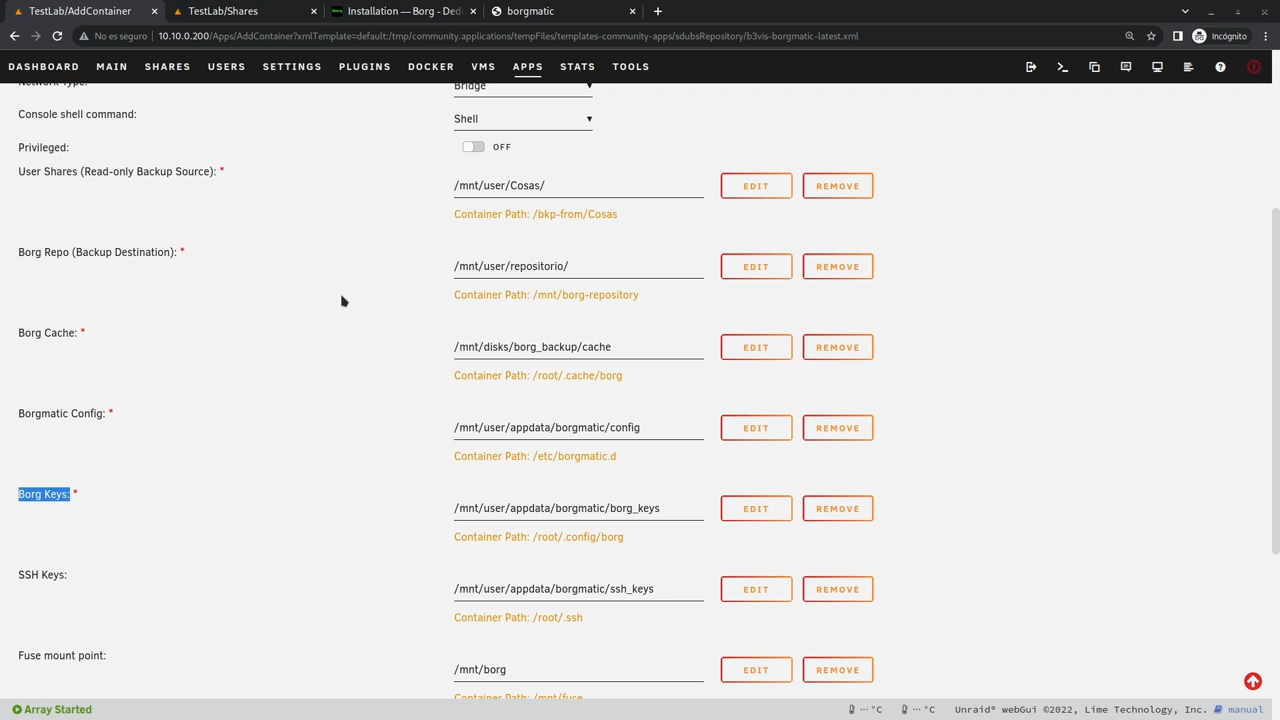 TestLab/AddContainer
TestLab/Shares
Installation — Borg - Ded
borgmatic
No es seguro
10.10.0.200/Apps/AddContainer?xmlTemplate=default:/tmp/community.applications/tempFiles/templates-community-apps/sdubsRepository/b3vis-borgmatic-latest.xml
Incógnito
DASHBOARD MAIN SHARES USERS SETTINGS PLUGINS DOCKER VMS APPS STATS TOOLS
Network Type:
Bridge
Console shell command:
Shell
Privileged:
OFF
User Shares (Read-only Backup Source): *
/mnt/user/Cosas/
EDIT REMOVE
Container Path: /bkp-from/Cosas
Borg Repo (Backup Destination): *
/mnt/user/repositorio/
EDIT REMOVE
Container Path: /mnt/borg-repository
Borg Cache: *
/mnt/disks/borg_backup/cache
EDIT REMOVE
Container Path: /root/.cache/borg
Borgmatic Config: *
/mnt/user/appdata/borgmatic/config
EDIT REMOVE
Container Path: /etc/borgmatic.d
Borg Keys: *
/mnt/user/appdata/borgmatic/borg_keys
EDIT REMOVE
Container Path: /root/.config/borg
SSH Keys:
/mnt/user/appdata/borgmatic/ssh_keys
EDIT REMOVE
Container Path: /root/.ssh
Fuse mount point:
/mnt/borg
EDIT REMOVE
Container Path: /mnt/fuse
Array Started
··· °C ··· °C Unraid® webGui ©2022, Lime Technology, Inc. manual